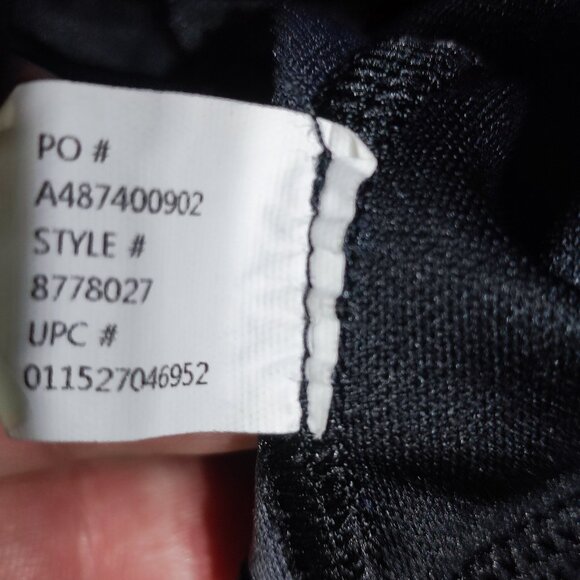 PO #
A487400902
STYLE #
8778027
UPC #
011527046952